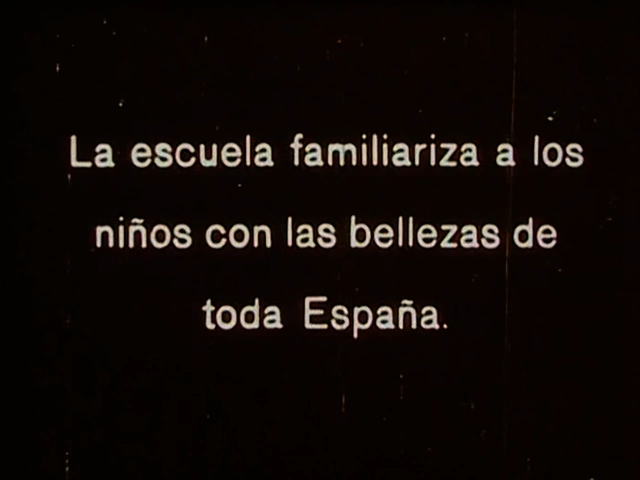 La escuela familiariza a los
niños con las bellezas de
toda España.